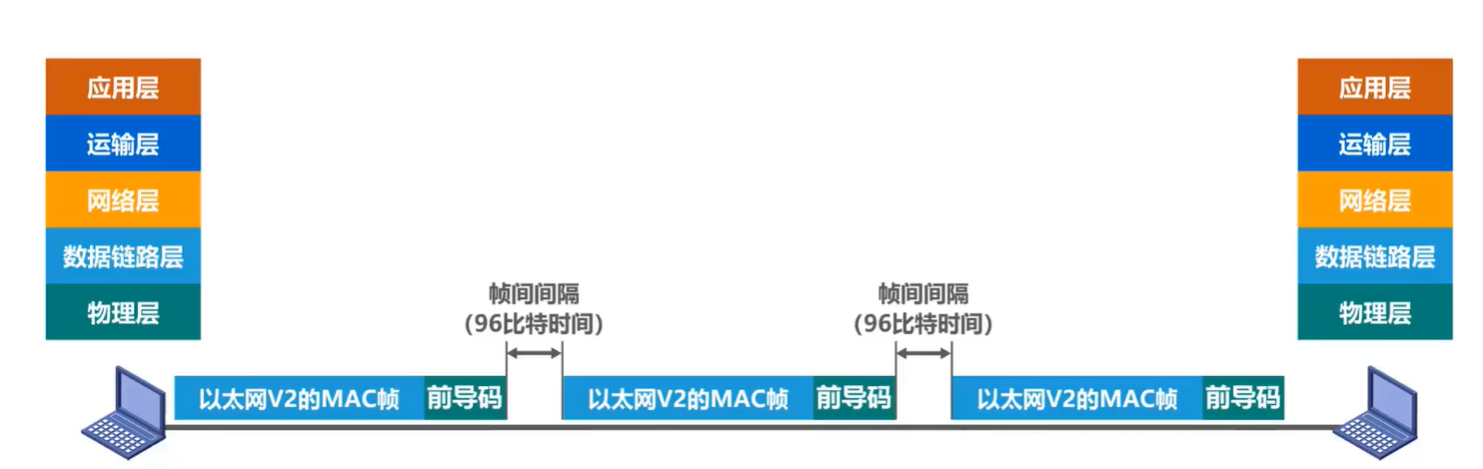 应用层
运输层
网络层
数据链路层
物理层
应用层
运输层
网络层
数据链路层
物理层
帧间间隔
(96比特时间)
帧间间隔
(96比特时间)
以太网V2的MAC帧 前导码 以太网V2的MAC帧 前导码 以太网V2的MAC帧 前导码